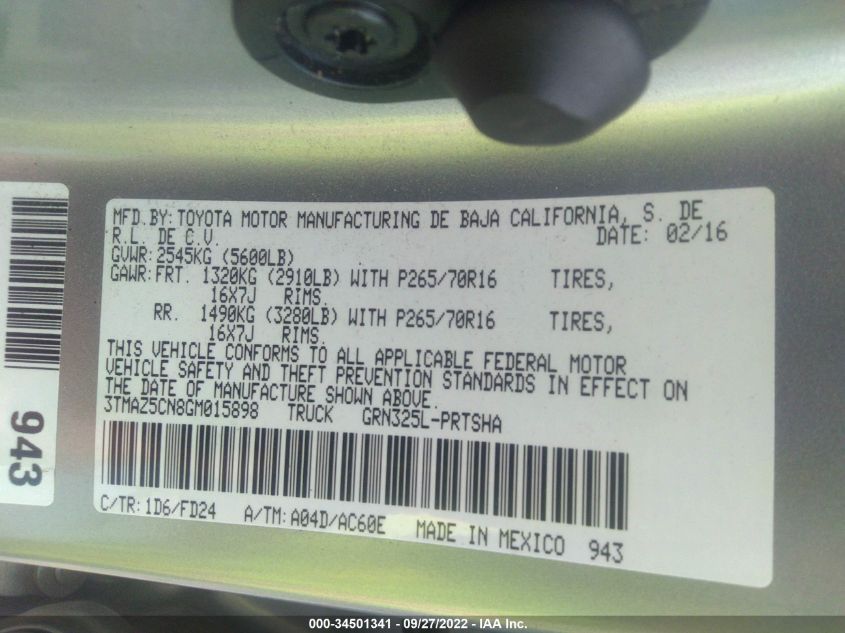 MFD.BY:TOYOTA MOTOR MANUFACTURING DE BAJA CALIFORNIA, S. DE
R.L. DE C.V. DATE: 02/16
GVWR:2545KG (5600LB)
GAWR:FRT. 1320KG (2910LB) WITH P265/70R16 TIRES,
16X7J RIMS.
RR. 1490KG (3280LB) WITH P265/70R16 TIRES,
16X7J RIMS.
THIS VEHICLE CONFORMS TO ALL APPLICABLE FEDERAL MOTOR
VEHICLE SAFETY AND THEFT PREVENTION STANDARDS IN EFFECT ON
THE DATE OF MANUFACTURE SHOWN ABOVE.
3TMAZ5CN8GM015898 TRUCK GRN325L-PRTSHA
C/TR:1D6/FD24 A/TM:A04D/AC60E MADE IN MEXICO 943
943
000-34501341 - 09/27/2022 - IAA Inc.